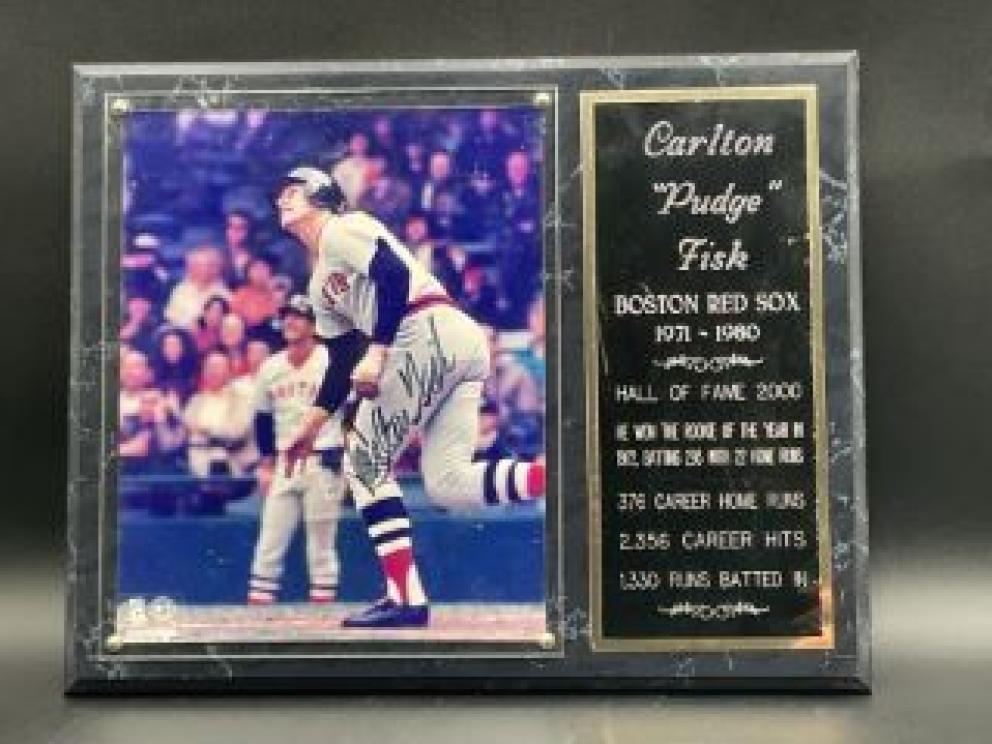 Carlton
"Pudge"
Fisk
BOSTON RED SOX
1971 - 1980
HALL OF FAME 2000
HE WON THE ROOKIE OF THE YEAR IN
1972, BATTING 293 WITH 22 HOME RUNS
376 CAREER HOME RUNS
2,356 CAREER HITS
1,330 RUNS BATTED IN
Carlton Fisk